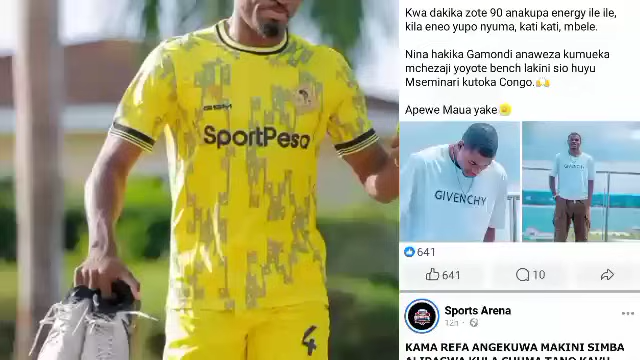 GSM
SportPesa
4
Kwa dakika zote 90 anakupa energy ile ile,
kila eneo yupo nyuma, kati kati, mbele.
Nina hakika Gamondi anaweza kumueka
mchezaji yoyote bench lakini sio huyu
Mseminari kutoka Congo.🙌
Apewe Maua yake
GIVENCHY
GIVENCHY
641
641
10
Sports Arena
12h
KAMA REFA ANGEKUWA MAKINI SIMBA